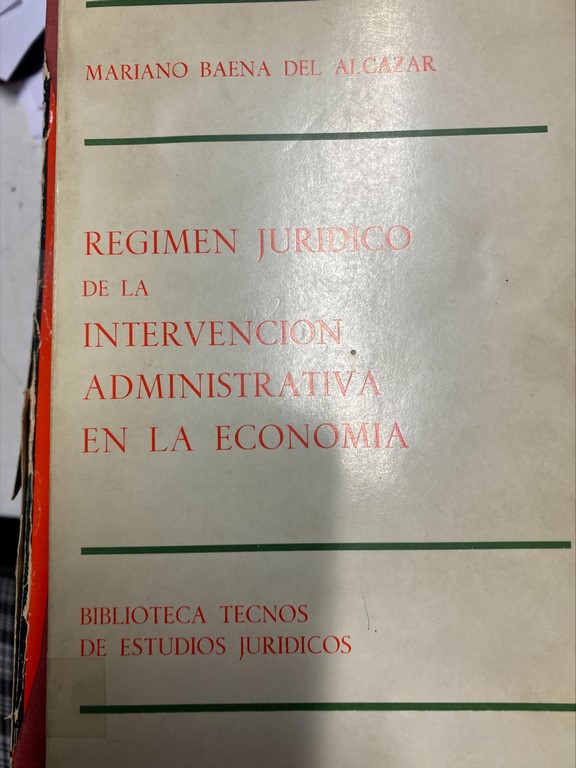 MARIANO BAENA DEL ALCAZAR
REGIMEN JURIDICO
DE LA
INTERVENCION
ADMINISTRATIVA
EN LA ECONOMIA
BIBLIOTECA TECNOS
DE ESTUDIOS JURIDICOS